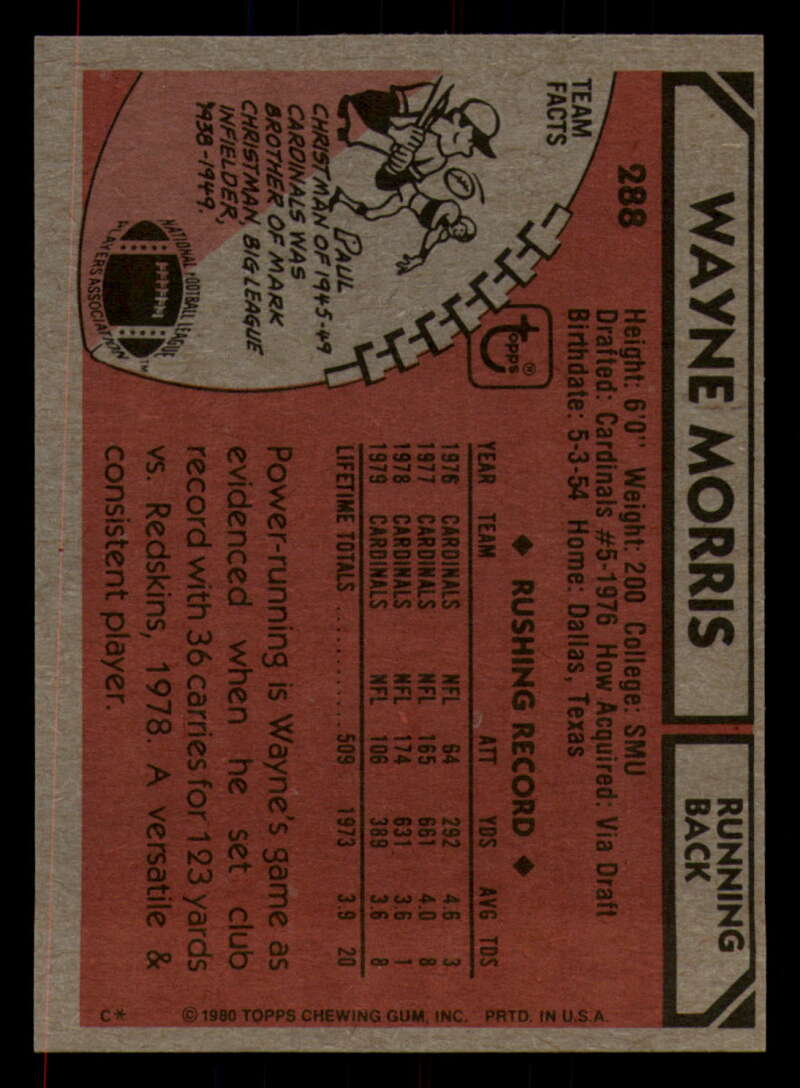 WAYNE MORRIS
RUNNING
BACK
288
Height: 6'0" Weight: 200 College: SMU
Drafted: Cardinals #5-1976 How Acquired: Via Draft
Birthdate: 5-3-54 Home: Dallas, Texas
TEAM
FACTS
PAUL
CHRISTMAN OF 1945-49
CARDINALS WAS
BROTHER OF MARK
CHRISTMAN, BIG LEAGUE
INFIELDER,
1938-1949.
NATIONAL FOOTBALL LEAGUE
PLAYERS ASSOCIATION
TM
topps®
◆ RUSHING RECORD ◆
YEAR TEAM ATT YDS AVG TDS
1976 CARDINALS NFL 64 292 4.6 3
1977 CARDINALS NFL 165 661 4.0 8
1978 CARDINALS NFL 174 631 3.6 1
1979 CARDINALS NFL 106 389 3.6 8
LIFETIME TOTALS ............. 509 1973 3.9 20
Power-running is Wayne's game as
evidenced when he set club
record with 36 carries for 123 yards
vs. Redskins, 1978. A versatile &
consistent player.
C* ©1980 TOPPS CHEWING GUM, INC. PRTD. IN U.S.A.